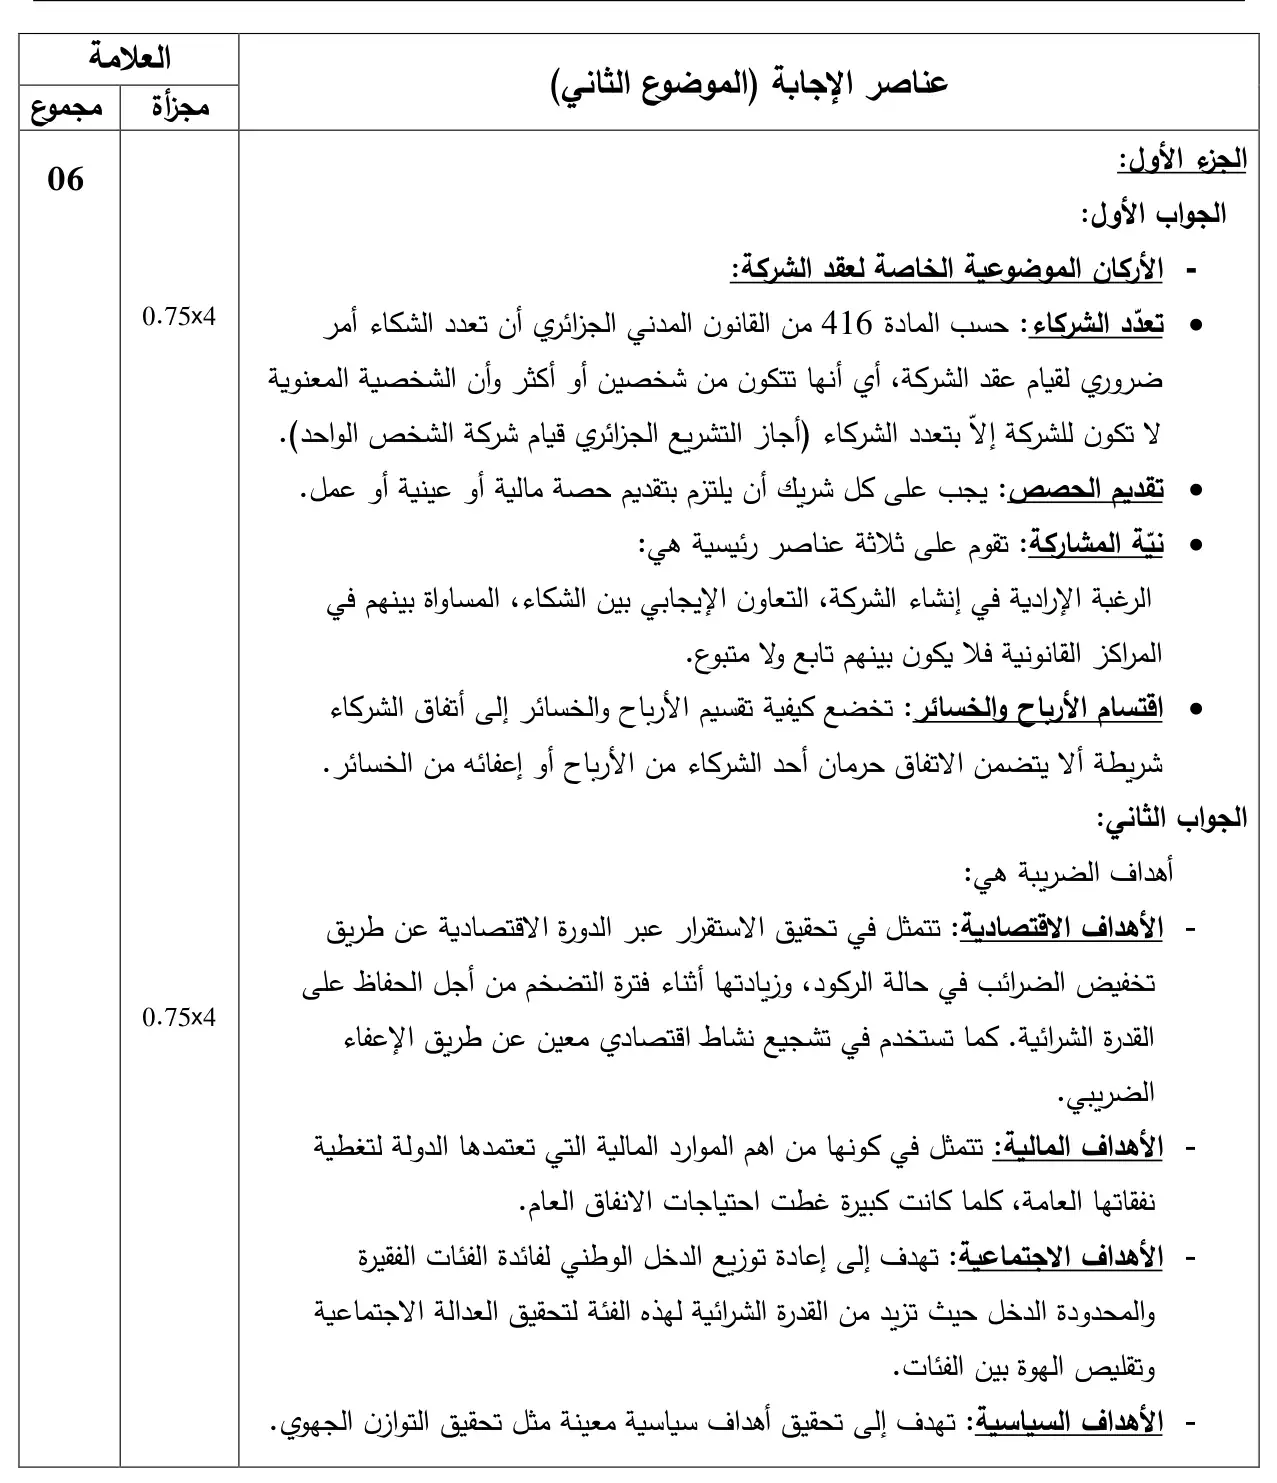 العلامة
عناصر الإجابة (الموضوع الثاني)
مجزأة
مجموع
الجزء الأول:
06
الجواب الأول:
- الأركان الموضوعية الخاصة لعقد الشركة:
• تعدّد الشركاء: حسب المادة 416 من القانون المدني الجزائري أن تعدد الشكاء أمر
0.75x4
ضروري لقيام عقد الشركة، أي أنها تتكون من شخصين أو أكثر وأن الشخصية المعنوية
لا تكون للشركة إلاّ بتعدد الشركاء (أجاز التشريع الجزائري قيام شركة الشخص الواحد).
• تقديم الحصص: يجب على كل شريك أن يلتزم بتقديم حصة مالية أو عينية أو عمل.
• نيّة المشاركة: تقوم على ثلاثة عناصر رئيسية هي:
الرغبة الإرادية في إنشاء الشركة، التعاون الإيجابي بين الشكاء، المساواة بينهم في
المراكز القانونية فلا يكون بينهم تابع ولا متبوع.
• اقتسام الأرباح والخسائر: تخضع كيفية تقسيم الأرباح والخسائر إلى أتفاق الشركاء
شريطة ألا يتضمن الاتفاق حرمان أحد الشركاء من الأرباح أو إعفائه من الخسائر.
الجواب الثاني:
أهداف الضريبة هي:
- الأهداف الاقتصادية: تتمثل في تحقيق الاستقرار عبر الدورة الاقتصادية عن طريق
تخفيض الضرائب في حالة الركود، وزيادتها أثناء فترة التضخم من أجل الحفاظ على
0.75x4
القدرة الشرائية. كما تستخدم في تشجيع نشاط اقتصادي معين عن طريق الإعفاء
الضريبي.
- الأهداف المالية: تتمثل في كونها من اهم الموارد المالية التي تعتمدها الدولة لتغطية
نفقاتها العامة، كلما كانت كبيرة غطت احتياجات الانفاق العام.
- الأهداف الاجتماعية: تهدف إلى إعادة توزيع الدخل الوطني لفائدة الفئات الفقيرة
والمحدودة الدخل حيث تزيد من القدرة الشرائية لهذه الفئة لتحقيق العدالة الاجتماعية
وتقليص الهوة بين الفئات.
- الأهداف السياسية: تهدف إلى تحقيق أهداف سياسية معينة مثل تحقيق التوازن الجهوي.